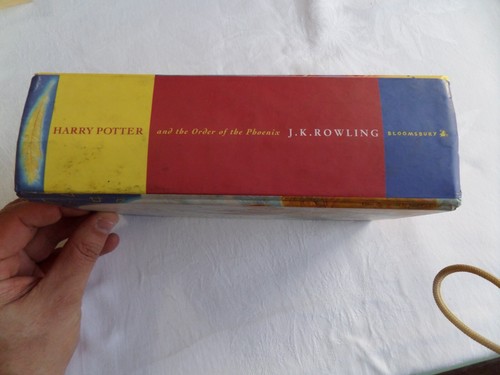 HARRY POTTER and the Order of the Phoenix J.K.ROWLING BLOOMSBURY